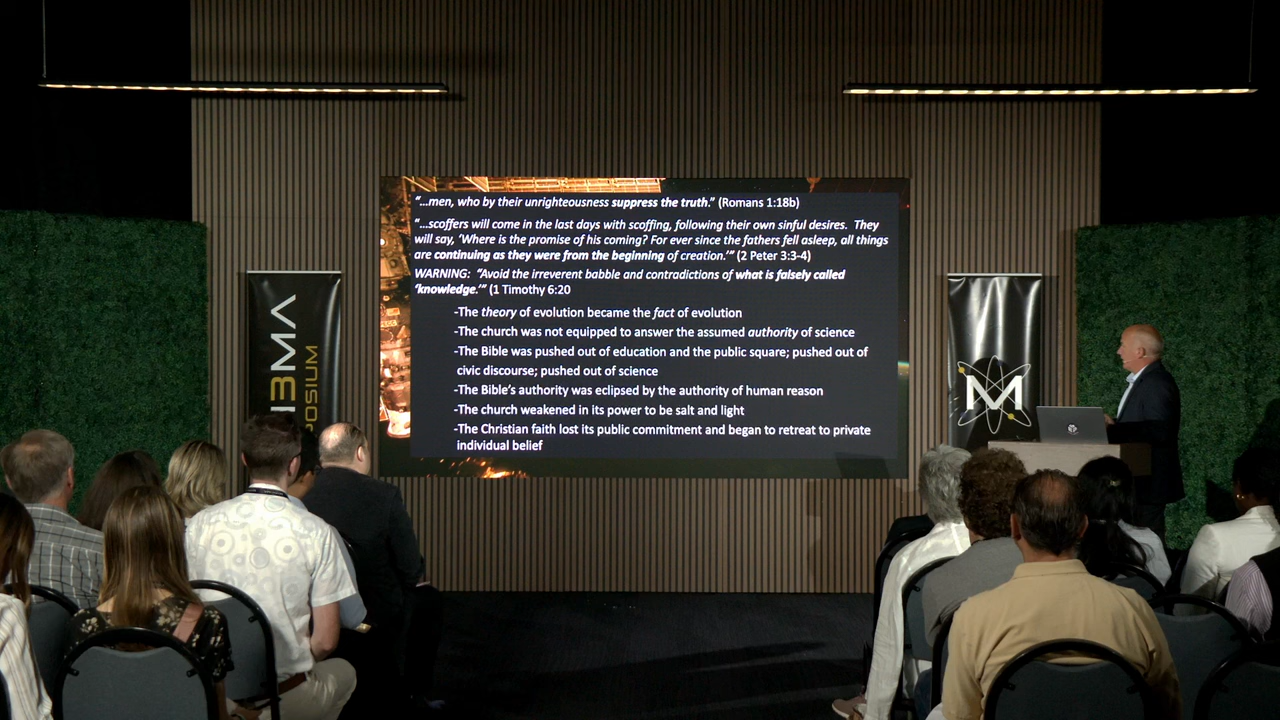 “...men, who by their unrighteousness suppress the truth.” (Romans 1:18b)
“...scoffers will come in the last days with scoffing, following their own sinful desires. They
will say, ‘Where is the promise of his coming? For ever since the fathers fell asleep, all things
are continuing as they were from the beginning of creation.’” (2 Peter 3:3-4)
WARNING: “Avoid the irreverent babble and contradictions of what is falsely called
‘knowledge.’” (1 Timothy 6:20
-The theory of evolution became the fact of evolution
-The church was not equipped to answer the assumed authority of science
-The Bible was pushed out of education and the public square; pushed out of
civic discourse; pushed out of science
-The Bible’s authority was eclipsed by the authority of human reason
-The church weakened in its power to be salt and light
-The Christian faith lost its public commitment and began to retreat to private
individual belief
M